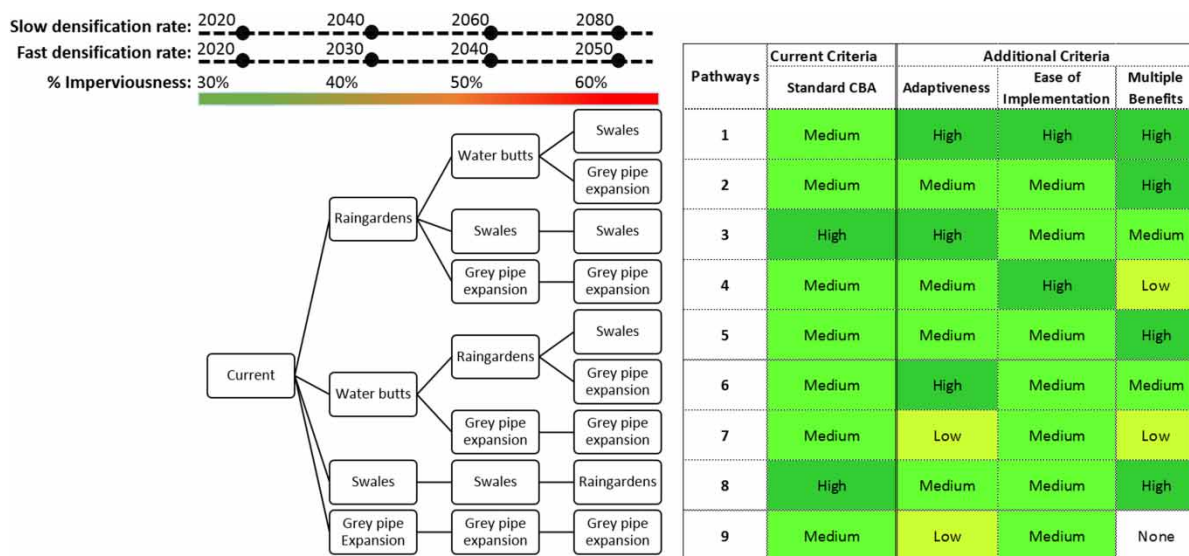 Slow densification rate: 2020 2040 2060 2080
Fast densification rate: 2020 2030 2040 2050
% Imperviousness: 30% 40% 50% 60%
Current
Raingardens
Water butts
Swales
Grey pipe
expansion
Swales
Swales
Grey pipe
expansion
Grey pipe
expansion
Water butts
Raingardens
Swales
Grey pipe
expansion
Grey pipe
expansion
Grey pipe
expansion
Swales
Swales
Raingardens
Grey pipe
Expansion
Grey pipe
expansion
Grey pipe
expansion
Pathways
Current Criteria
Additional Criteria
Standard CBA
Adaptiveness
Ease of
Implementation
Multiple
Benefits
1 Medium High High High
2 Medium Medium Medium High
3 High High Medium Medium
4 Medium Medium High Low
5 Medium Medium Medium High
6 Medium High Medium Medium
7 Medium Low Medium Low
8 High Medium Medium High
9 Medium Low Medium None